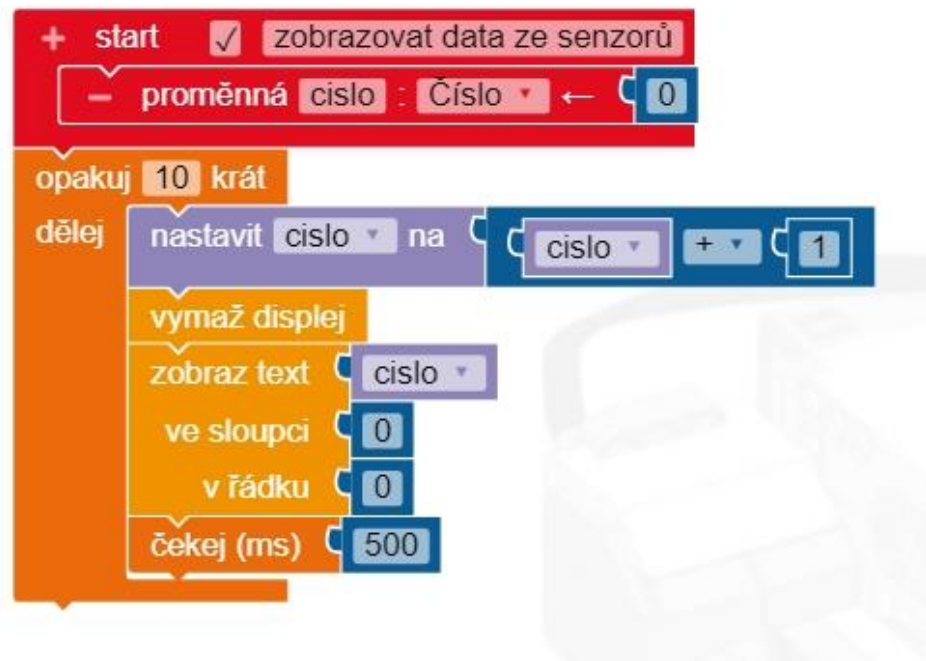 + start ✓ zobrazovat data ze senzorů
− proměnná cislo : Číslo ▾ ← 0
opakuj 10 krát
dělej nastavit cislo ▾ na cislo ▾ + ▾ 1
vymaž displej
zobraz text cislo ▾
ve sloupci 0
v řádku 0
čekej (ms) 500